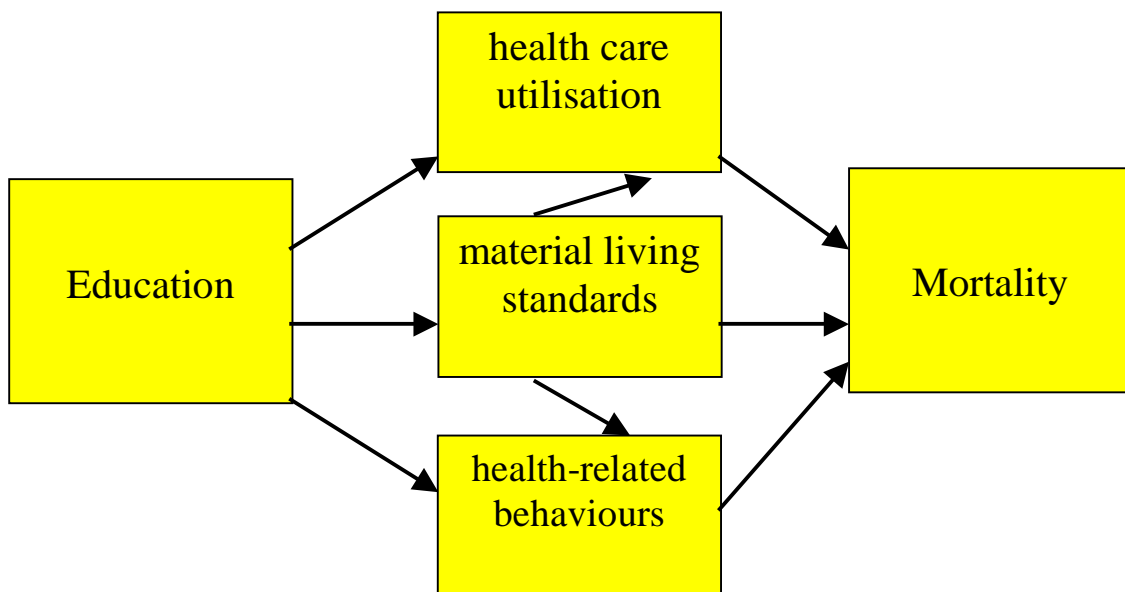 health care
utilisation
Education
material living
standards
Mortality
health-related
behaviours